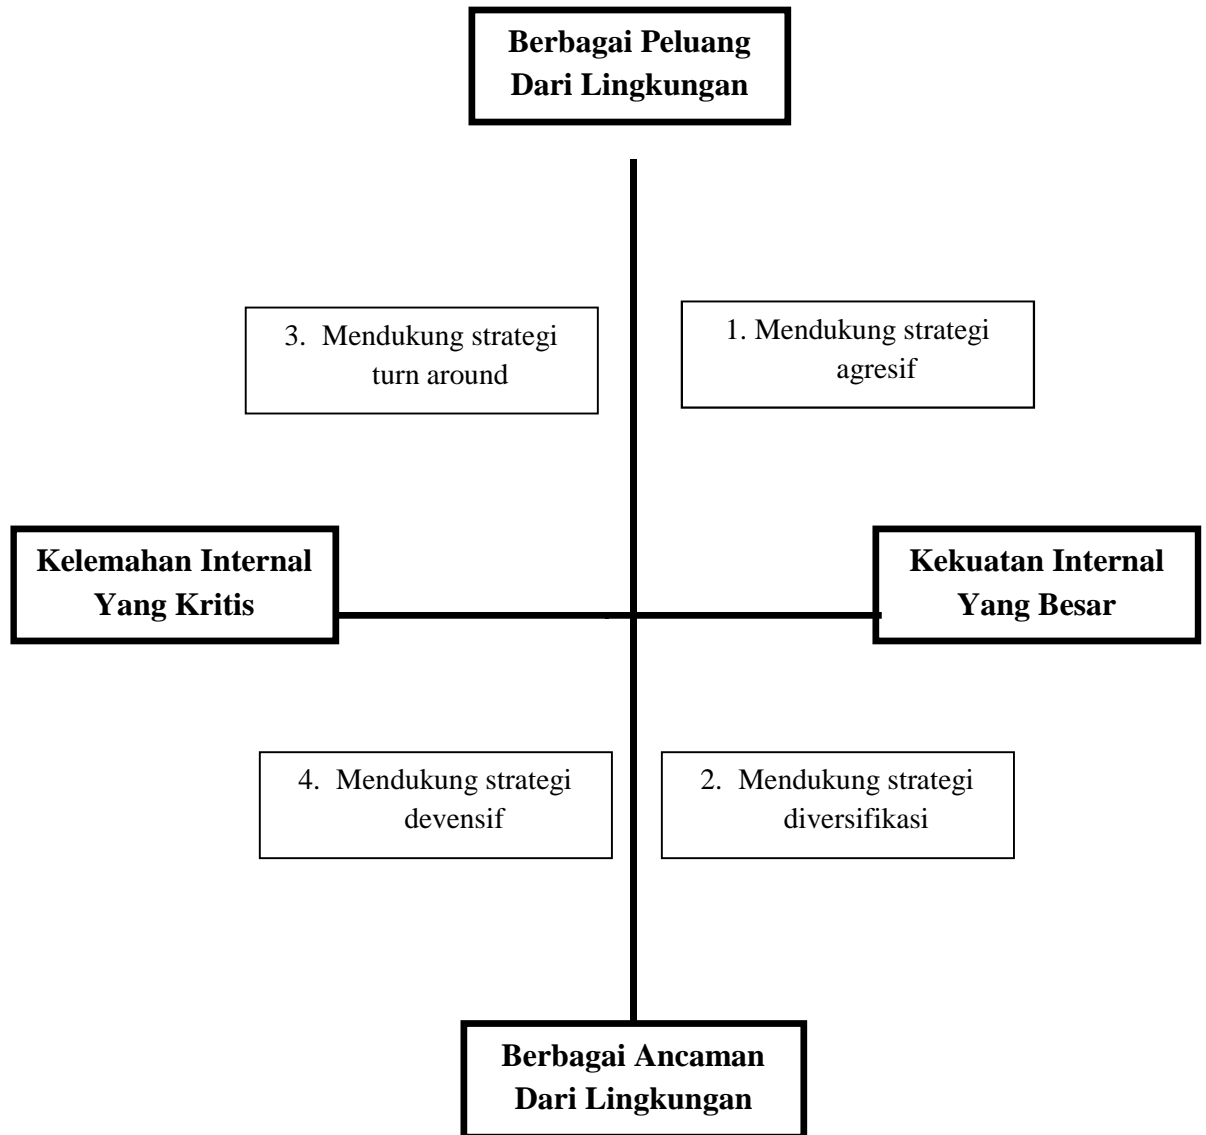 Berbagai Peluang
Dari Lingkungan
3. Mendukung strategi
turn around
1. Mendukung strategi
agresif
Kelemahan Internal
Yang Kritis
Kekuatan Internal
Yang Besar
4. Mendukung strategi
devensif
2. Mendukung strategi
diversifikasi
Berbagai Ancaman
Dari Lingkungan